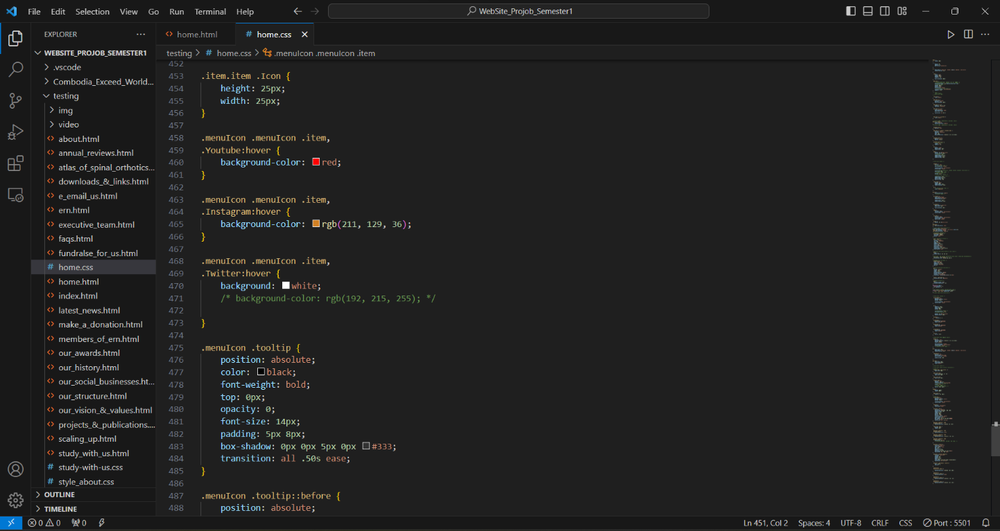 File Edit Selection View Go Run Terminal Help
WebSite_Projob_Semester1
EXPLORER
WEBSITE_PROJOB_SEMESTER1
.vscode
Combodia_Exceed_World...
testing
img
video
about.html
annual_reviews.html
atlas_of_spinal_orthotics...
downloads_&_links.html
e_email_us.html
ern.html
executive_team.html
faqs.html
fundralse_for_us.html
home.css
home.html
index.html
latest_news.html
make_a_donation.html
members_of_ern.html
our_awards.html
our_history.html
our_social_businesses.ht...
our_structure.html
our_vision_&_values.html
projects_&_publications....
scaling_up.html
study_with_us.html
study-with-us.css
style_about.css
OUTLINE
TIMELINE
home.html
# home.css
testing > # home.css > .menuIcon .menuIcon .item
452
453 .item.item .Icon {
454 height: 25px;
455 width: 25px;
456 }
457
458 .menuIcon .menuIcon .item,
459 .Youtube:hover {
460 background-color: red;
461 }
462
463 .menuIcon .menuIcon .item,
464 .Instagram:hover {
465 background-color: rgb(211, 129, 36);
466 }
467
468 .menuIcon .menuIcon .item,
469 .Twitter:hover {
470 background: white;
471 /* background-color: rgb(192, 215, 255); */
472
473 }
474
475 .menuIcon .tooltip {
476 position: absolute;
477 color: black;
478 font-weight: bold;
479 top: 0px;
480 opacity: 0;
481 font-size: 14px;
482 padding: 5px 8px;
483 box-shadow: 0px 0px 5px 0px #333;
484 transition: all .50s ease;
485 }
486
487 .menuIcon .tooltip::before {
488 position: absolute;
0 0 0 Ln 451, Col 2 Spaces: 4 UTF-8 CRLF CSS Port : 5501